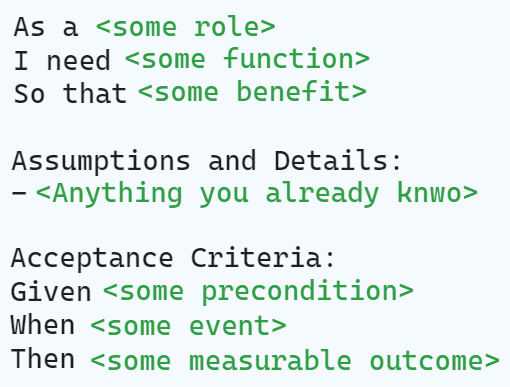 As a <some role>
I need <some function>
So that <some benefit>
Assumptions and Details:
– <Anything you already knwo>
Acceptance Criteria:
Given <some precondition>
When <some event>
Then <some measurable outcome>